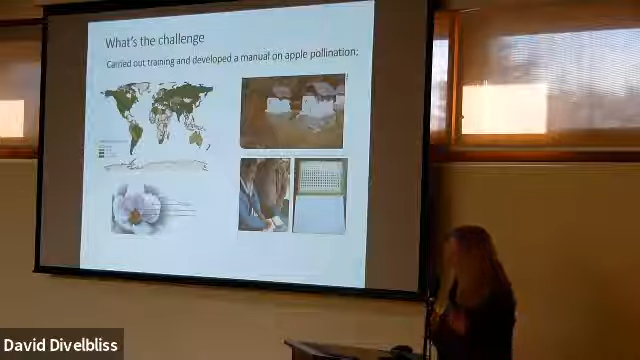 What's the challenge
Carried out training and developed a manual on apple pollination;
David Divelbliss